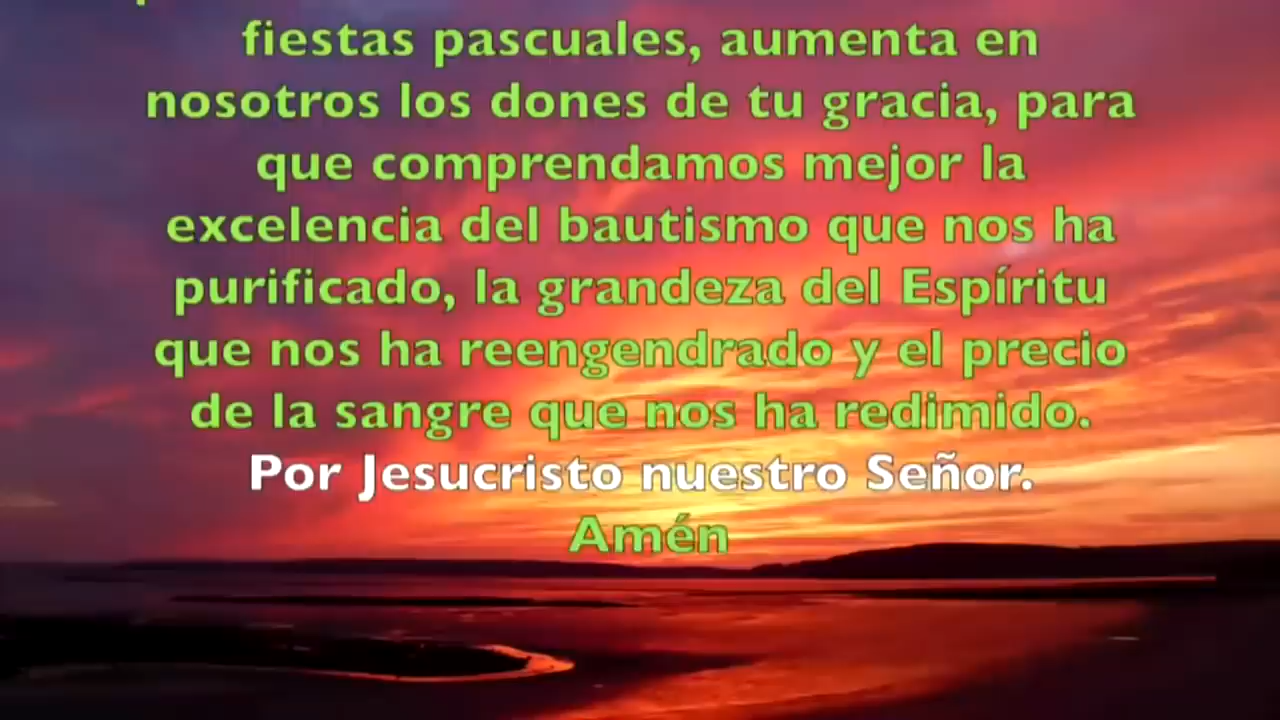 fiestas pascuales, aumenta en
nosotros los dones de tu gracia, para
que comprendamos mejor la
excelencia del bautismo que nos ha
purificado, la grandeza del Espíritu
que nos ha reengendrado y el precio
de la sangre que nos ha redimido.
Por Jesucristo nuestro Señor.
Amén